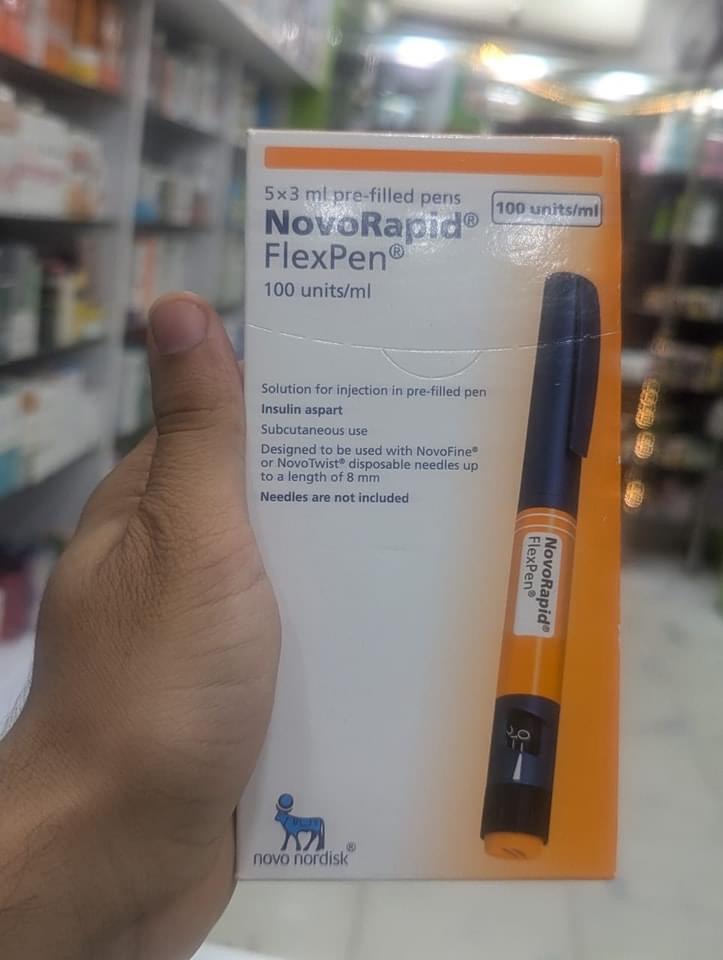 5×3 ml pre-filled pens
100 units/ml
NovoRapid®
FlexPen®
100 units/ml
Solution for injection in pre-filled pen
Insulin aspart
Subcutaneous use
Designed to be used with NovoFine®
or NovoTwist® disposable needles up
to a length of 8 mm
Needles are not included
NovoRapid®
FlexPen®
novo nordisk®